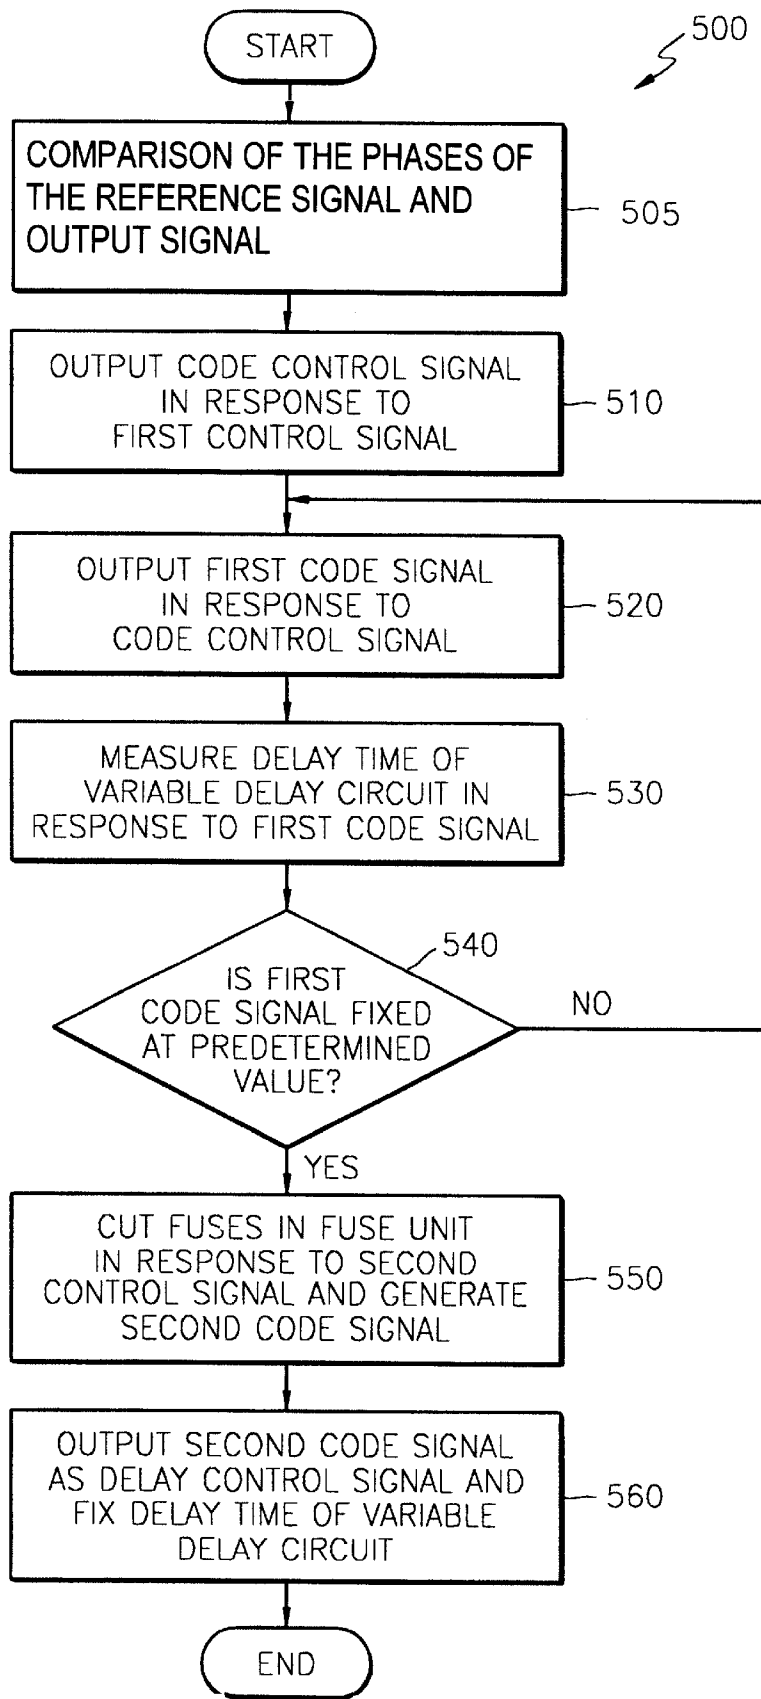 START
500
COMPARISON OF THE PHASES OF
THE REFERENCE SIGNAL AND
OUTPUT SIGNAL
505
OUTPUT CODE CONTROL SIGNAL
IN RESPONSE TO
FIRST CONTROL SIGNAL
510
OUTPUT FIRST CODE SIGNAL
IN RESPONSE TO
CODE CONTROL SIGNAL
520
MEASURE DELAY TIME OF
VARIABLE DELAY CIRCUIT IN
RESPONSE TO FIRST CODE SIGNAL
530
540
IS FIRST
CODE SIGNAL FIXED
AT PREDETERMINED
VALUE?
NO
YES
CUT FUSES IN FUSE UNIT
IN RESPONSE TO SECOND
CONTROL SIGNAL AND GENERATE
SECOND CODE SIGNAL
550
OUTPUT SECOND CODE SIGNAL
AS DELAY CONTROL SIGNAL AND
FIX DELAY TIME OF VARIABLE
DELAY CIRCUIT
560
END